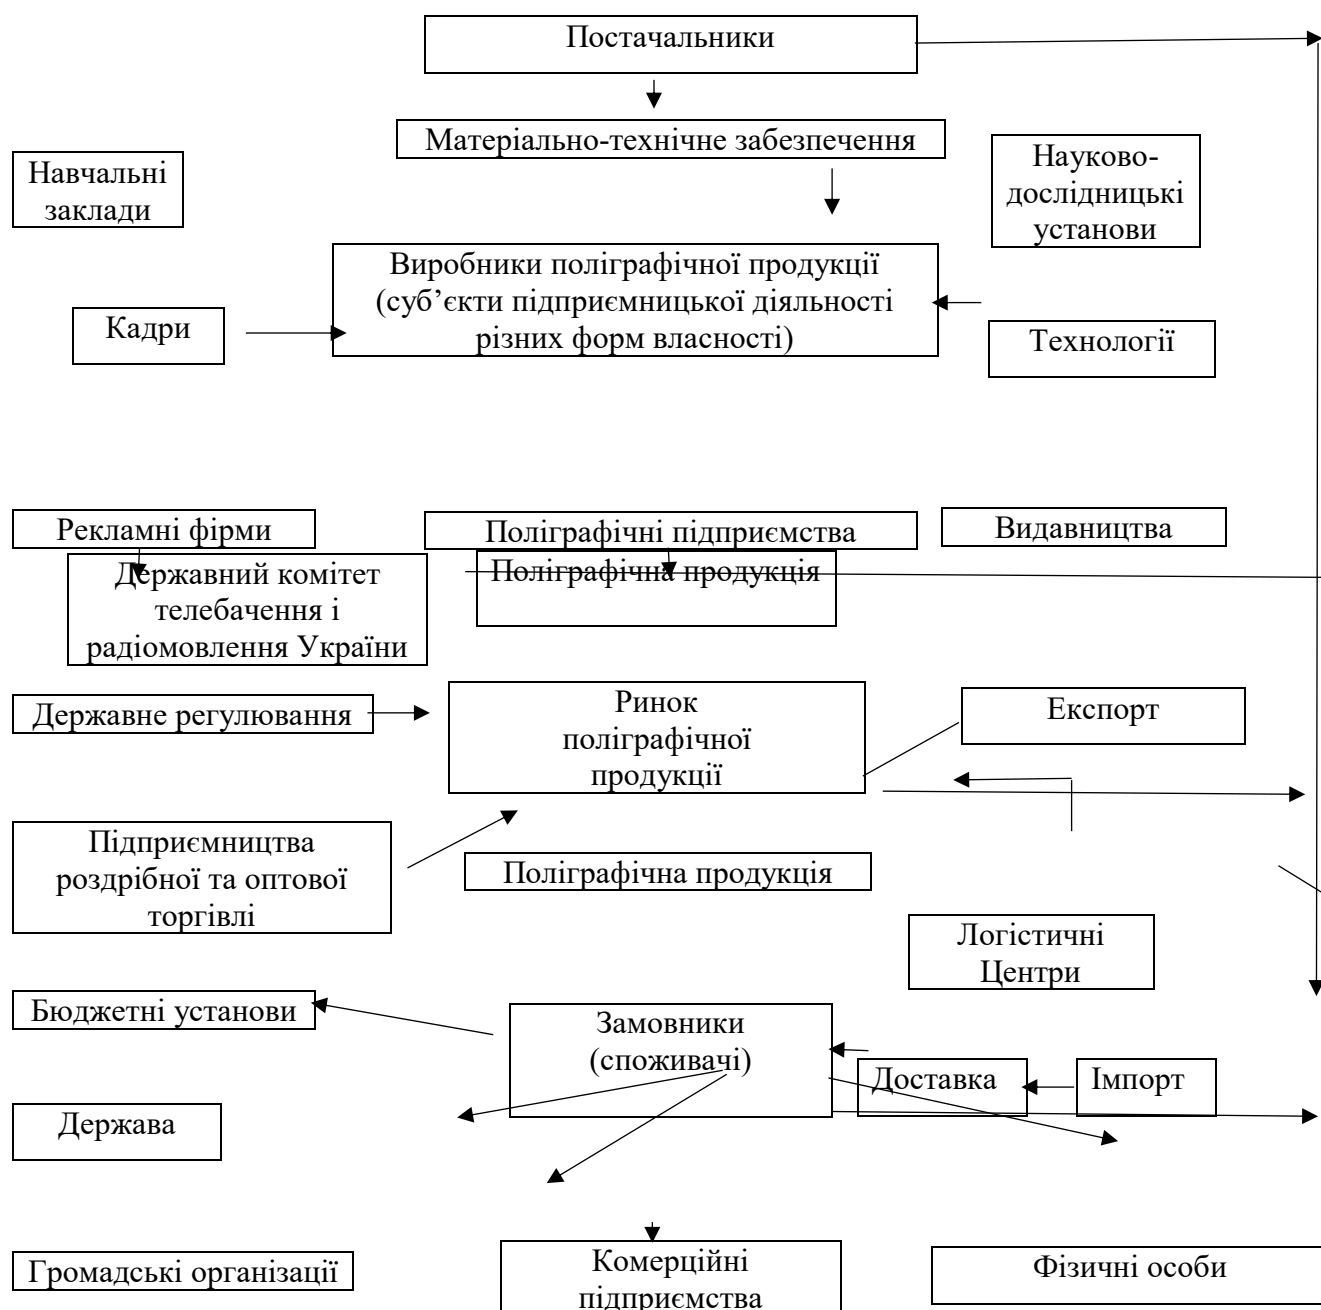 Постачальники
Матеріально-технічне забезпечення
Навчальні
заклади
Науково-
дослідницькі
установи
Виробники поліграфічної продукції
(суб’єкти підприємницької діяльності
різних форм власності)
Кадри
Технології
Рекламні фірми
Поліграфічні підприємства
Видавництва
Державний комітет
телебачення і
радіомовлення України
Поліграфічна продукція
Державне регулювання
Ринок
поліграфічної
продукції
Експорт
Підприємництва
роздрібної та оптової
торгівлі
Поліграфічна продукція
Логістичні
Центри
Бюджетні установи
Замовники
(споживачі)
Доставка
Імпорт
Держава
Громадські організації
Комерційні
підприємства
Фізичні особи